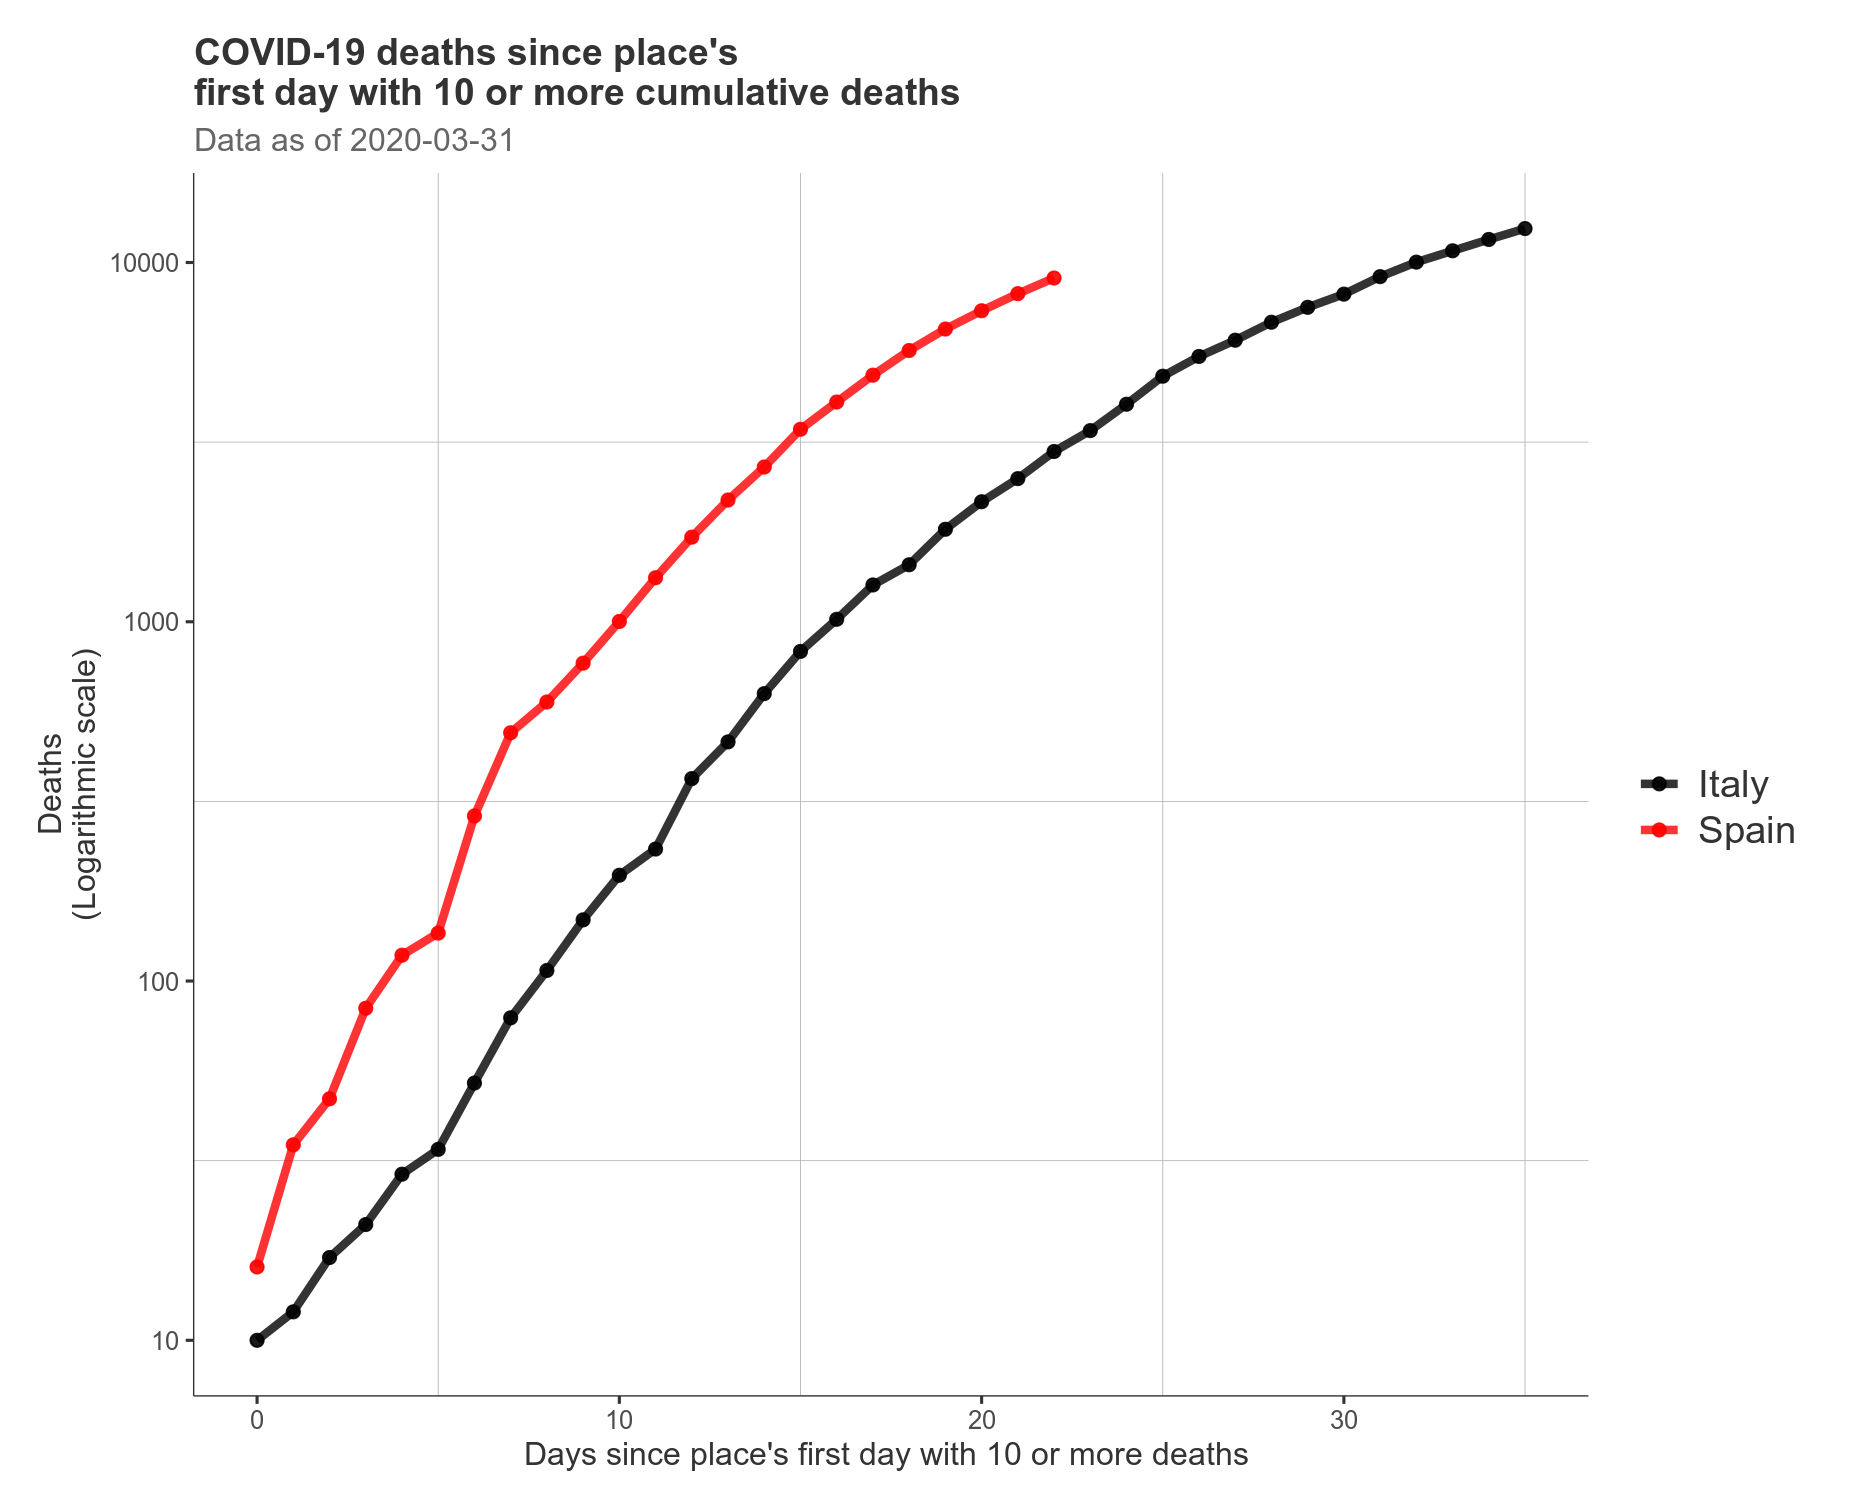 COVID-19 deaths since place's
first day with 10 or more cumulative deaths
Data as of 2020-03-31
10000
1000
100
10
Deaths
(Logarithmic scale)
0 10 20 30
Days since place's first day with 10 or more deaths
Italy
Spain